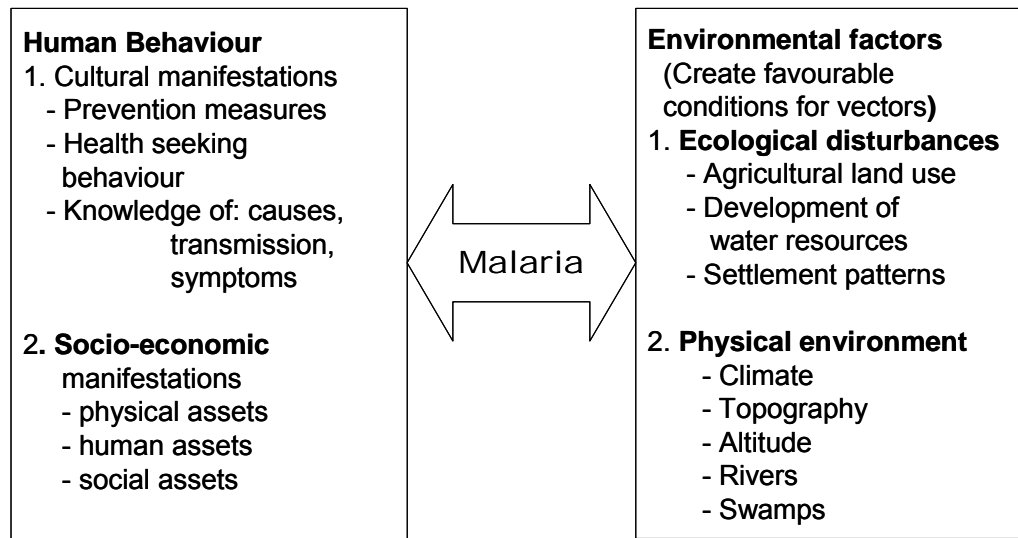 Human Behaviour
1. Cultural manifestations
- Prevention measures
- Health seeking
behaviour
- Knowledge of: causes,
transmission,
symptoms
2. Socio-economic
manifestations
- physical assets
- human assets
- social assets
Malaria
Environmental factors
(Create favourable
conditions for vectors)
1. Ecological disturbances
- Agricultural land use
- Development of
water resources
- Settlement patterns
2. Physical environment
- Climate
- Topography
- Altitude
- Rivers
- Swamps